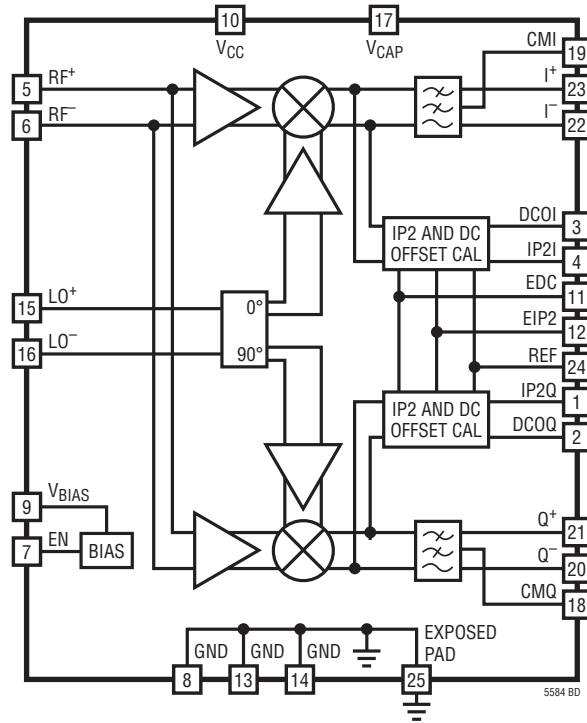 10
17
V_CC
V_CAP
CMI
19
5
RF+
I+
23
6
RF−
I−
22
DCOI
3
IP2 AND DC
OFFSET CAL
IP2I
4
EDC
11
15
LO+
0°
EIP2
12
16
LO−
90°
REF
24
IP2Q
1
IP2 AND DC
OFFSET CAL
DCOQ
2
9
V_BIAS
Q+
21
7
EN
BIAS
Q−
20
CMQ
18
GND
GND
GND
EXPOSED
PAD
8
13
14
25
5584 BD